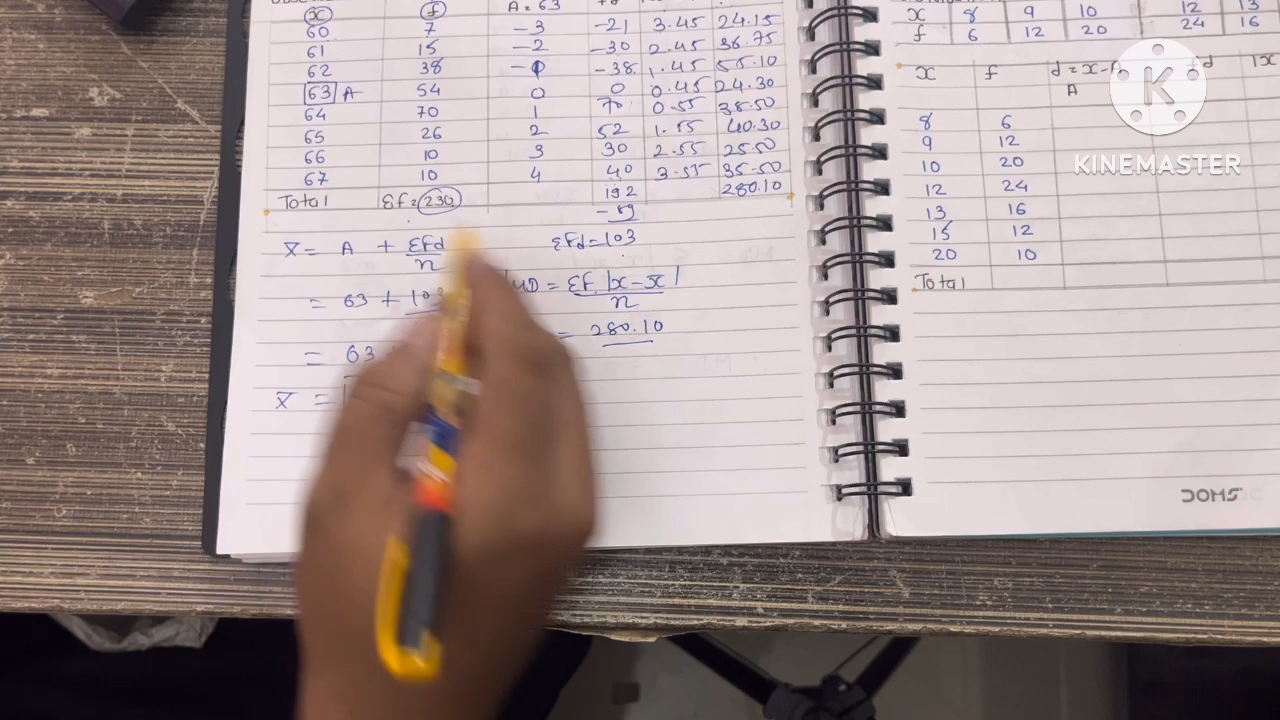 A = 63
x f
60 7 -3 -21 3.45 24.15
61 15 -2 -30 2.45 36.75
62 38 -1 -38 1.45 55.10
63 A 54 0 0 0.45 24.30
64 70 1 70 0.55 38.50
65 26 2 52 1.55 40.30
66 10 3 30 2.55 25.50
67 10 4 40 3.55 35.50
Total Σf = 230 192 280.10
- 89
x̄ = A + Σfd / n Σfd = 103
= 63 + 103 MD = Σf |x - x̄| / n
= 63 = 280.10
x̄ =
x 8 9 10 12 13
f 6 12 20 24 16
x f d = x - A fd |x
A
8 6
9 12
10 20
12 24
13 16
15 12
20 10
Total
K
KINEMASTER
DOMS